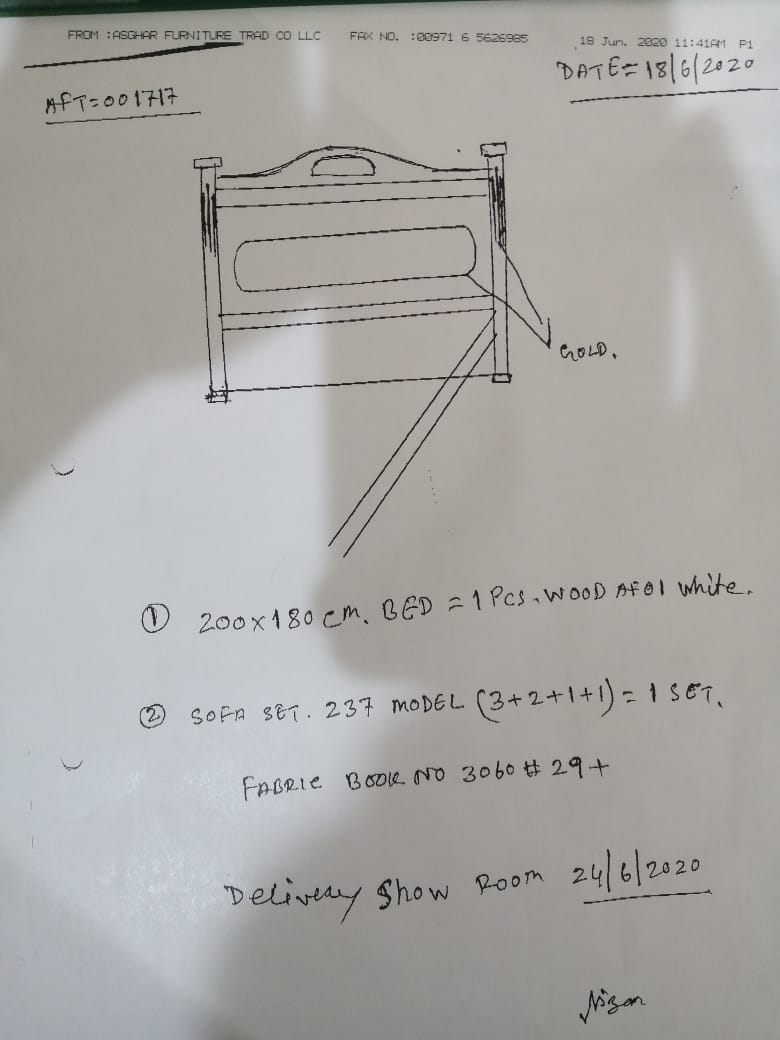 FROM :ASGHAR FURNITURE TRAD CO LLC FAX NO. :00971 6 5626985 18 Jun. 2020 11:41AM P1
DATE= 18/6/2020
AFT=001717
GOLD.
① 200x180 cm. BED = 1 Pcs. WOOD AF01 white.
② SOFA SET. 237 MODEL (3+2+1+1) = 1 SET.
FABRIC BOOK NO 3060 # 29+
Delivery Show Room 24/6/2020
Nizam